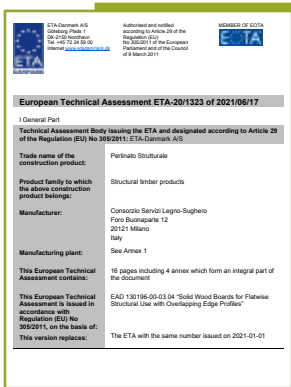 ETA-Danmark A/S
Göteborg Plads 1
DK-2150 Nordhavn
Tel. +45 72 24 59 00
Internet www.etadanmark.dk
Authorised and notified
according to Article 29 of the
Regulation (EU)
No 305/2011 of the European
Parliament and of the Council
of 9 March 2011
MEMBER OF EOTA
ETA
DANMARK
EOTA
European Technical Assessment ETA-20/1323 of 2021/06/17
I General Part
Technical Assessment Body issuing the ETA and designated according to Article 29
of the Regulation (EU) No 305/2011: ETA-Danmark A/S
Trade name of the
construction product:
Perlinato Strutturale
Product family to which
the above construction
product belongs:
Structural timber products
Manufacturer:
Consorzio Servizi Legno-Sughero
Foro Buonaparte 12
20121 Milano
Italy
Manufacturing plant:
See Annex 1
This European Technical
Assessment contains:
16 pages including 4 annex which form an integral part of
the document
This European Technical
Assessment is issued in
accordance with
Regulation (EU) No
305/2011, on the basis of:
EAD 130196-00-03.04 "Solid Wood Boards for Flatwise
Structural Use with Overlapping Edge Profiles"
This version replaces:
The ETA with the same number issued on 2021-01-01